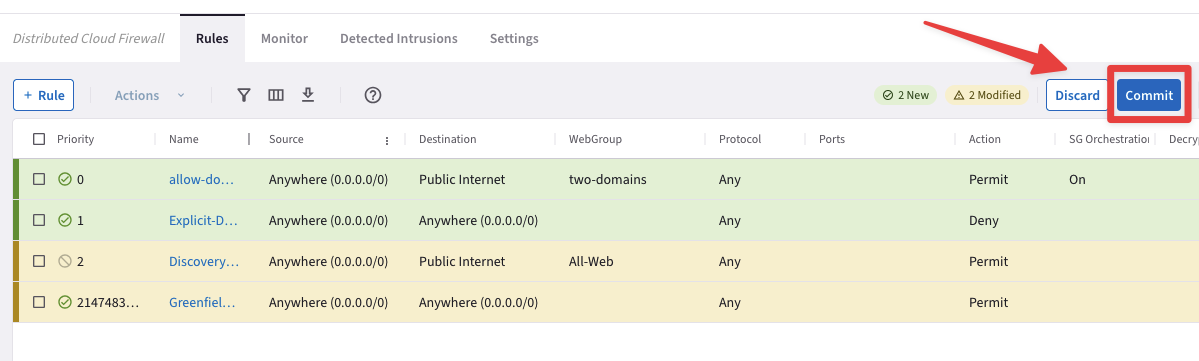 Distributed Cloud Firewall Rules Monitor Detected Intrusions Settings
+ Rule Actions 2 New 2 Modified Discard Commit
Priority Name Source Destination WebGroup Protocol Ports Action SG Orchestration Decry
0 allow-do... Anywhere (0.0.0.0/0) Public Internet two-domains Any Permit On
1 Explicit-D... Anywhere (0.0.0.0/0) Anywhere (0.0.0.0/0) Any Deny
2 Discovery... Anywhere (0.0.0.0/0) Public Internet All-Web Any Permit
2147483... Greenfiel... Anywhere (0.0.0.0/0) Anywhere (0.0.0.0/0) Any Permit